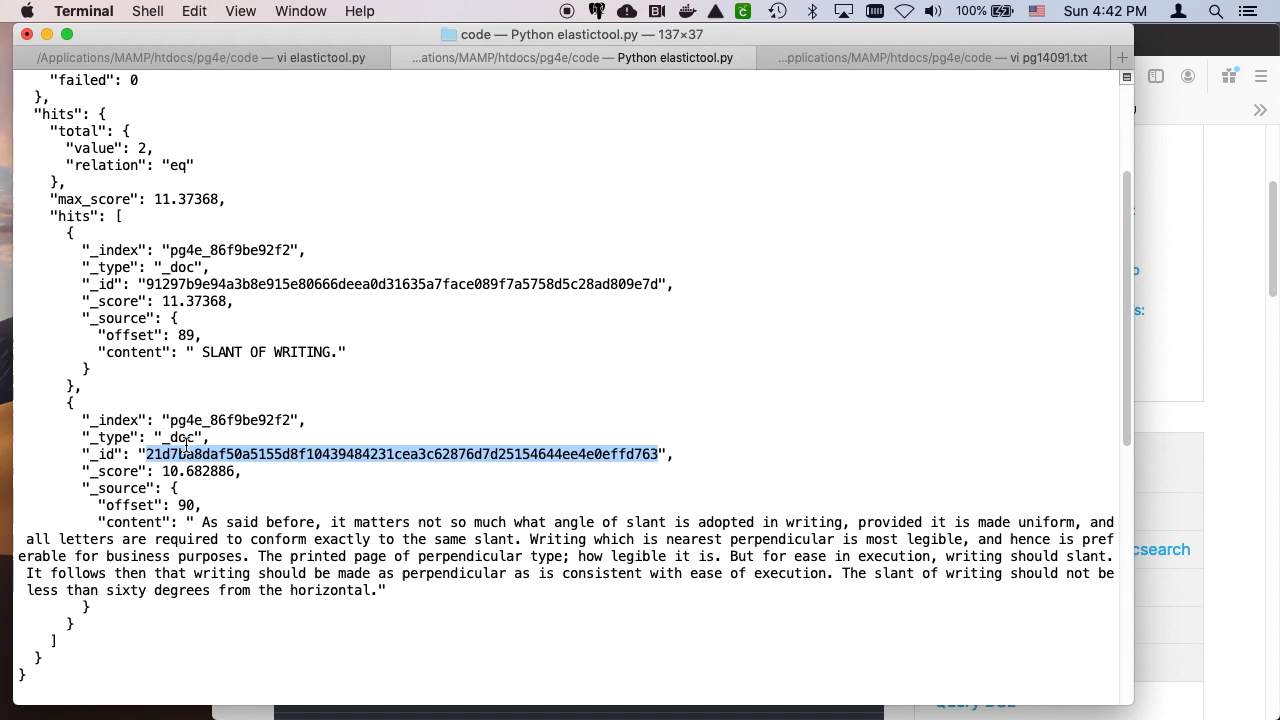 Terminal Shell Edit View Window Help 100% Sun 4:42 PM
code — Python elastictool.py — 137×37
/Applications/MAMP/htdocs/pg4e/code — vi elastictool.py ...ations/MAMP/htdocs/pg4e/code — Python elastictool.py ...pplications/MAMP/htdocs/pg4e/code — vi pg14091.txt
"failed": 0
},
"hits": {
"total": {
"value": 2,
"relation": "eq"
},
"max_score": 11.37368,
"hits": [
{
"_index": "pg4e_86f9be92f2",
"_type": "_doc",
"_id": "91297b9e94a3b8e915e80666deea0d31635a7face089f7a5758d5c28ad809e7d",
"_score": 11.37368,
"_source": {
"offset": 89,
"content": " SLANT OF WRITING."
}
},
{
"_index": "pg4e_86f9be92f2",
"_type": "_doc",
"_id": "21d7ba8daf50a5155d8f10439484231cea3c62876d7d25154644ee4e0effd763",
"_score": 10.682886,
"_source": {
"offset": 90,
"content": " As said before, it matters not so much what angle of slant is adopted in writing, provided it is made uniform, and
all letters are required to conform exactly to the same slant. Writing which is nearest perpendicular is most legible, and hence is pref
erable for business purposes. The printed page of perpendicular type; how legible it is. But for ease in execution, writing should slant.
It follows then that writing should be made as perpendicular as is consistent with ease of execution. The slant of writing should not be
less than sixty degrees from the horizontal."
}
}
]
}
}
csearch